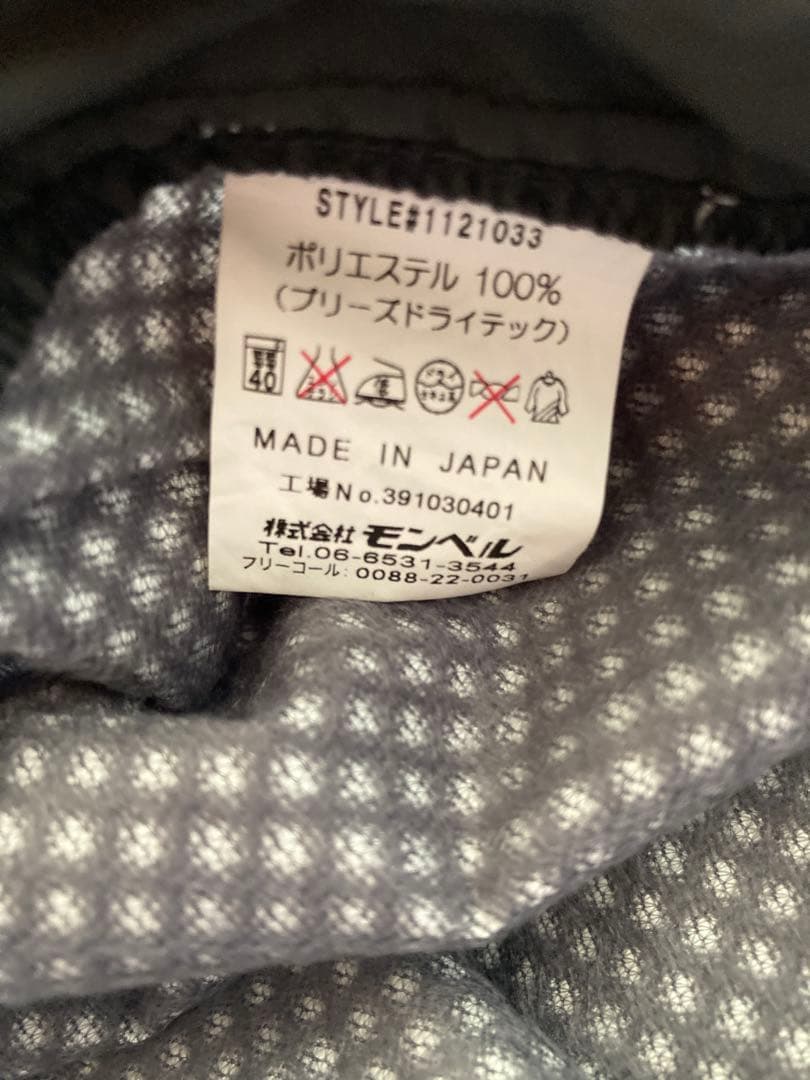 STYLE#1121033
ポリエステル 100%
(ブリーズドライテック)
40 低
MADE IN JAPAN
工場No.391030401
株式会社 モンベル
Tel.06-6531-3544
フリーコール:0088-22-0031